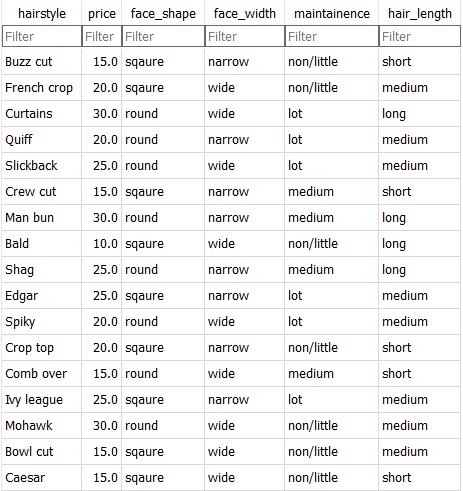 hairstyle price face_shape face_width maintainence hair_length
Filter Filter Filter Filter Filter Filter
Buzz cut 15.0 sqaure narrow non/little short
French crop 20.0 sqaure wide non/little medium
Curtains 30.0 round wide lot long
Quiff 20.0 round narrow lot medium
Slickback 25.0 round wide lot medium
Crew cut 15.0 sqaure narrow medium short
Man bun 30.0 round narrow medium long
Bald 10.0 sqaure wide non/little short
Shag 25.0 round narrow medium long
Edgar 25.0 sqaure narrow lot medium
Spiky 20.0 round wide lot medium
Crop top 20.0 sqaure narrow non/little short
Comb over 15.0 round wide medium short
Ivy league 25.0 sqaure narrow lot medium
Mohawk 30.0 round wide non/little medium
Bowl cut 15.0 sqaure wide non/little medium
Caesar 15.0 sqaure wide non/little short